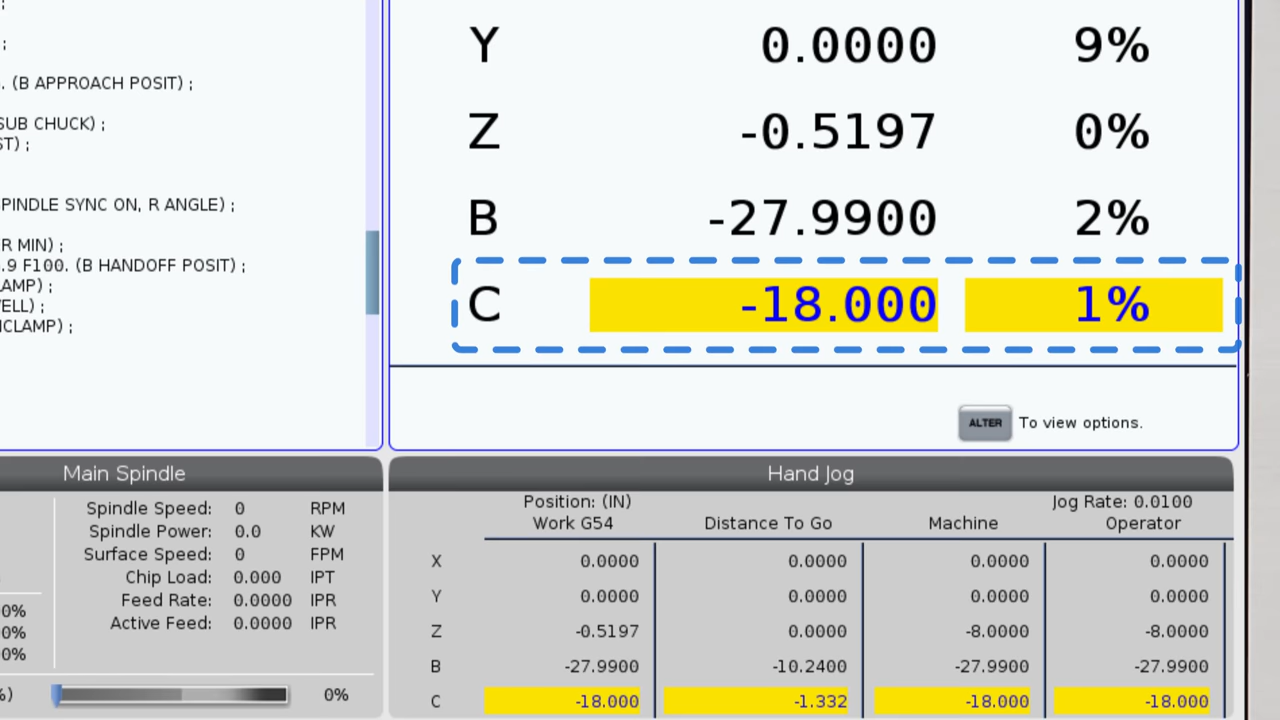 ;
;
. (B APPROACH POSIT) ;
SUB CHUCK) ;
ST) ;
PINDLE SYNC ON, R ANGLE) ;
R MIN) ;
.9 F100. (B HANDOFF POSIT) ;
LAMP) ;
VELL) ;
NCLAMP) ;
Y 0.0000 9%
Z -0.5197 0%
B -27.9900 2%
C -18.000 1%
ALTER To view options.
Main Spindle
Spindle Speed: 0 RPM
Spindle Power: 0.0 KW
Surface Speed: 0 FPM
Chip Load: 0.000 IPT
Feed Rate: 0.0000 IPR
Active Feed: 0.0000 IPR
0%
0%
0%
%) 0%
Hand Jog
Position: (IN) Jog Rate: 0.0100
Work G54 Distance To Go Machine Operator
X 0.0000 0.0000 0.0000 0.0000
Y 0.0000 0.0000 0.0000 0.0000
Z -0.5197 0.0000 -8.0000 -8.0000
B -27.9900 -10.2400 -27.9900 -27.9900
C -18.000 -1.332 -18.000 -18.000